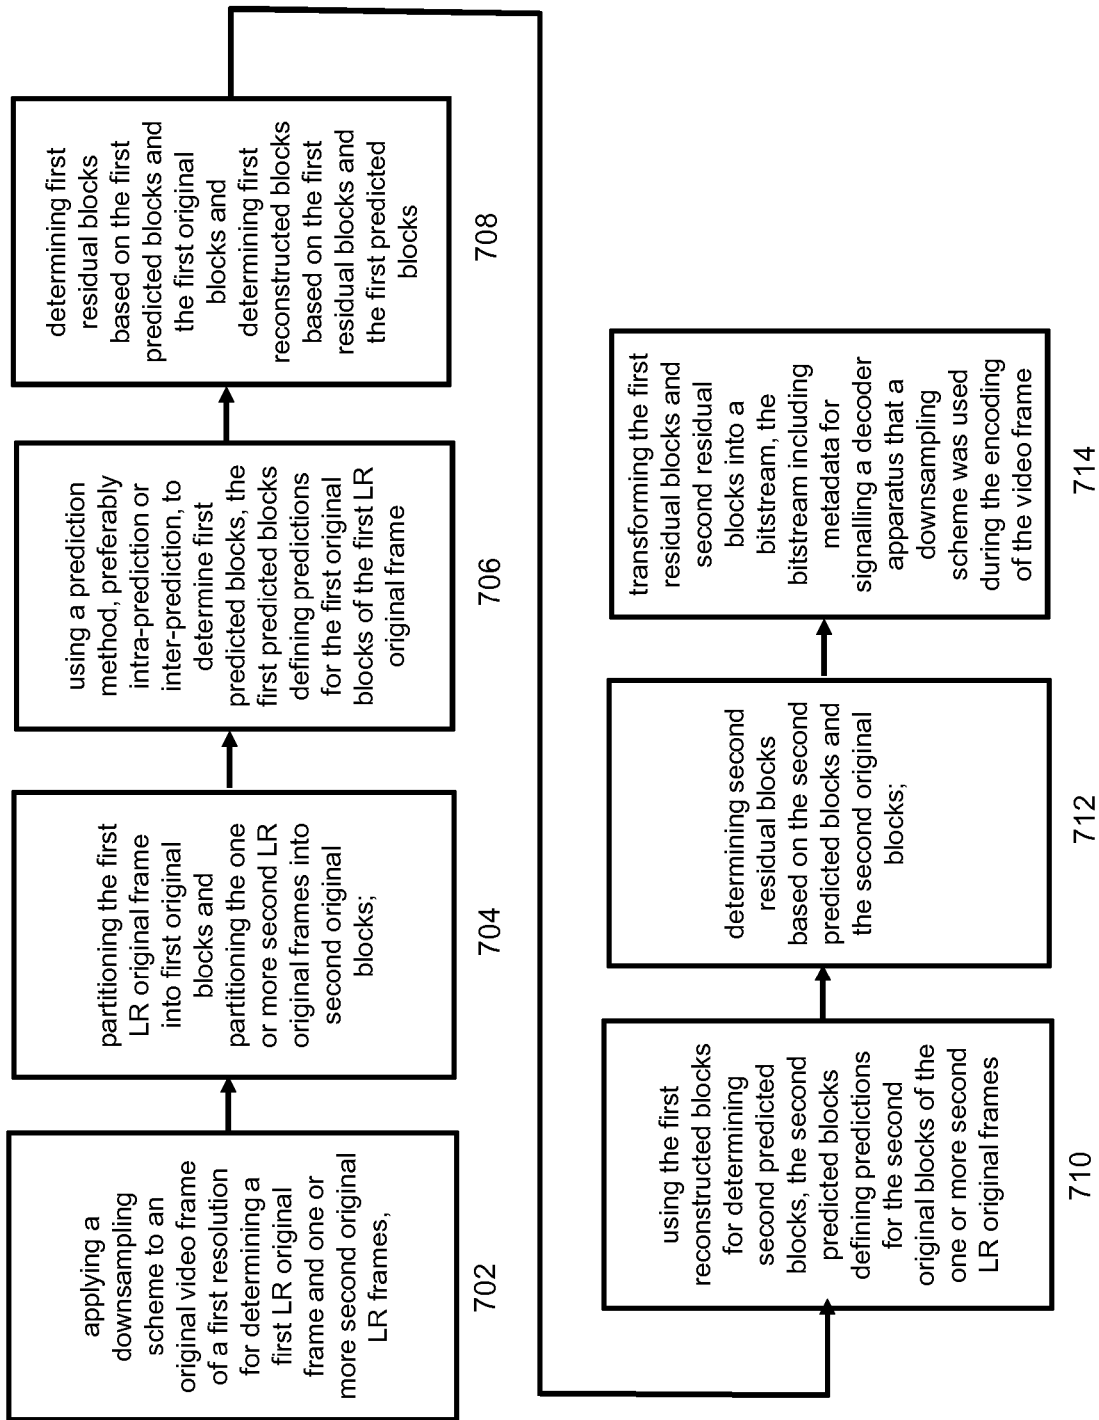 applying a
downsampling
scheme to an
original video frame
of a first resolution
for determining a
first LR original
frame and one or
more second original
LR frames,
702
partitioning the first
LR original frame
into first original
blocks and
partitioning the one
or more second LR
original frames into
second original
blocks;
704
using a prediction
method, preferably
intra-prediction or
inter-prediction, to
determine first
predicted blocks, the
first predicted blocks
defining predictions
for the first original
blocks of the first LR
original frame
706
determining first
residual blocks
based on the first
predicted blocks and
the first original
blocks and
determining first
reconstructed blocks
based on the first
residual blocks and
the first predicted
blocks
708
using the first
reconstructed blocks
for determining
second predicted
blocks, the second
predicted blocks
defining predictions
for the second
original blocks of the
one or more second
LR original frames
710
determining second
residual blocks
based on the second
predicted blocks and
the second original
blocks;
712
transforming the first
residual blocks and
second residual
blocks into a
bitstream, the
bitstream including
metadata for
signalling a decoder
apparatus that a
downsampling
scheme was used
during the encoding
of the video frame
714